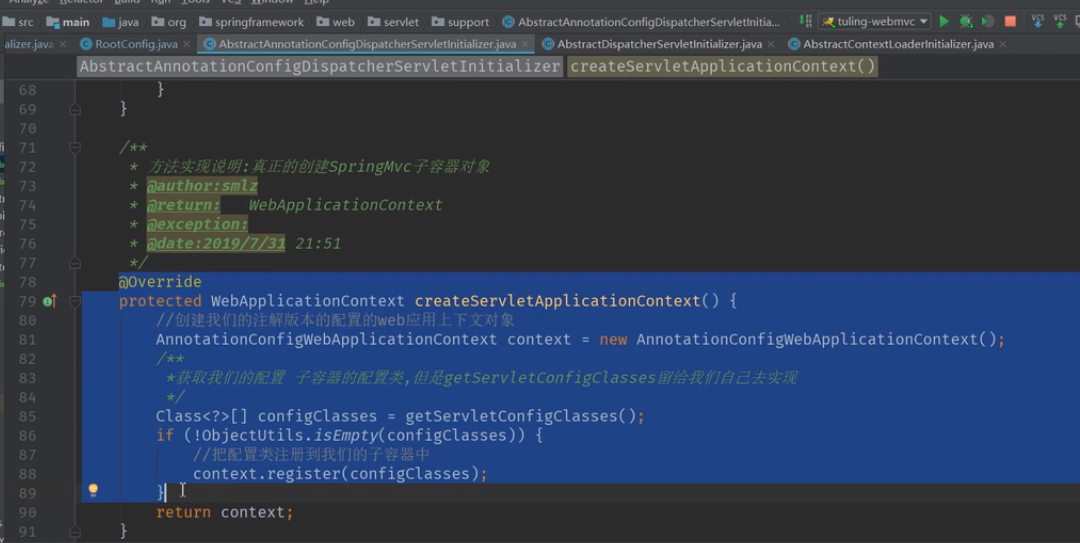 Analyze Refactor Build Run Tools VCS Window Help
src main java org springframework web servlet support AbstractAnnotationConfigDispatcherServletInitializa... tuling-webmvc VCS VCS
alizer.java RootConfig.java AbstractAnnotationConfigDispatcherServletInitializer.java AbstractDispatcherServletInitializer.java AbstractContextLoaderInitializer.java
AbstractAnnotationConfigDispatcherServletInitializer createServletApplicationContext()
68 }
69 }
70
71 /**
72 * 方法实现说明:真正的创建SpringMvc子容器对象
73 * @author:smlz
74 * @return: WebApplicationContext
75 * @exception:
76 * @date:2019/7/31 21:51
77 */
78 @Override
79 protected WebApplicationContext createServletApplicationContext() {
80 //创建我们的注解版本的配置的web应用上下文对象
81 AnnotationConfigWebApplicationContext context = new AnnotationConfigWebApplicationContext();
82 /**
83 *获取我们的配置 子容器的配置类,但是getServletConfigClasses留给我们自己去实现
84 */
85 Class<?>[] configClasses = getServletConfigClasses();
86 if (!ObjectUtils.isEmpty(configClasses)) {
87 //把配置类注册到我们的子容器中
88 context.register(configClasses);
89 }
90 return context;
91 }